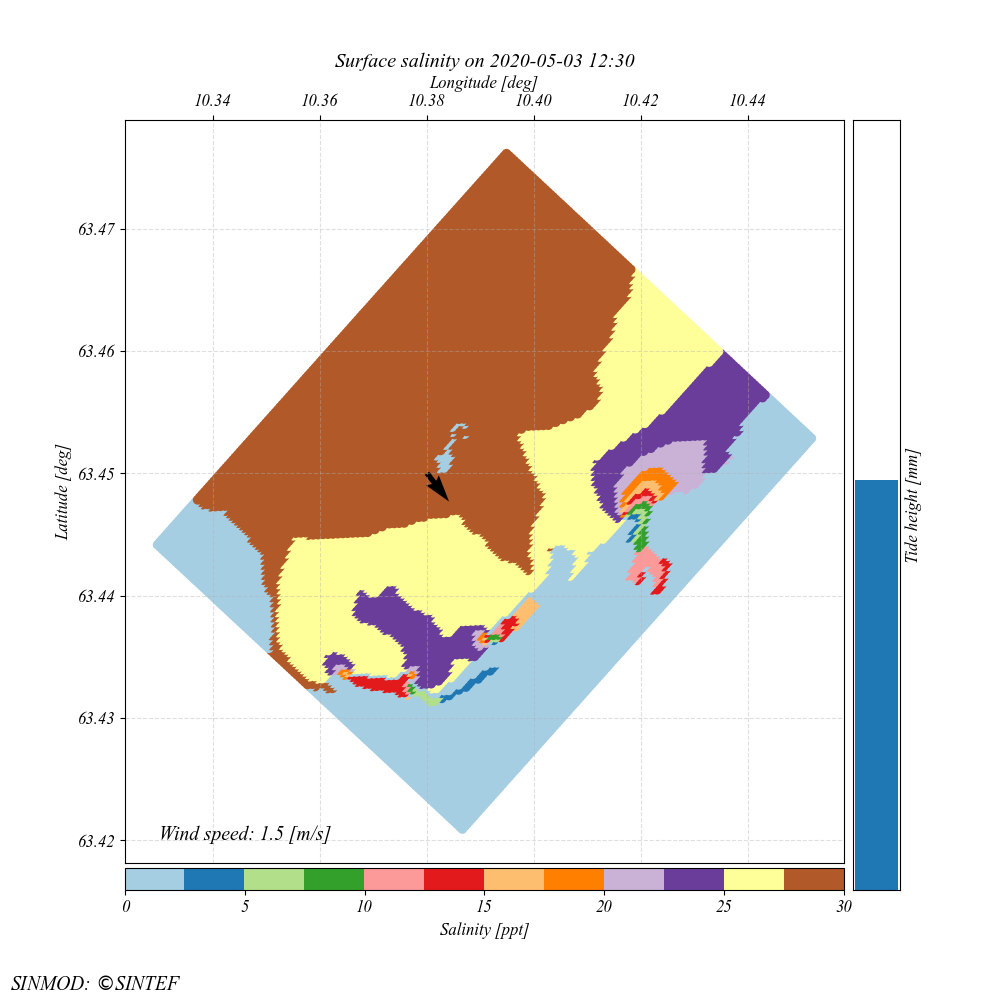 Surface salinity on 2020-05-03 12:30
Longitude [deg]
10.34 10.36 10.38 10.40 10.42 10.44
63.47
63.46
63.45
63.44
63.43
63.42
Latitude [deg]
Tide height [mm]
Wind speed: 1.5 [m/s]
0 5 10 15 20 25 30
Salinity [ppt]
SINMOD: ©SINTEF